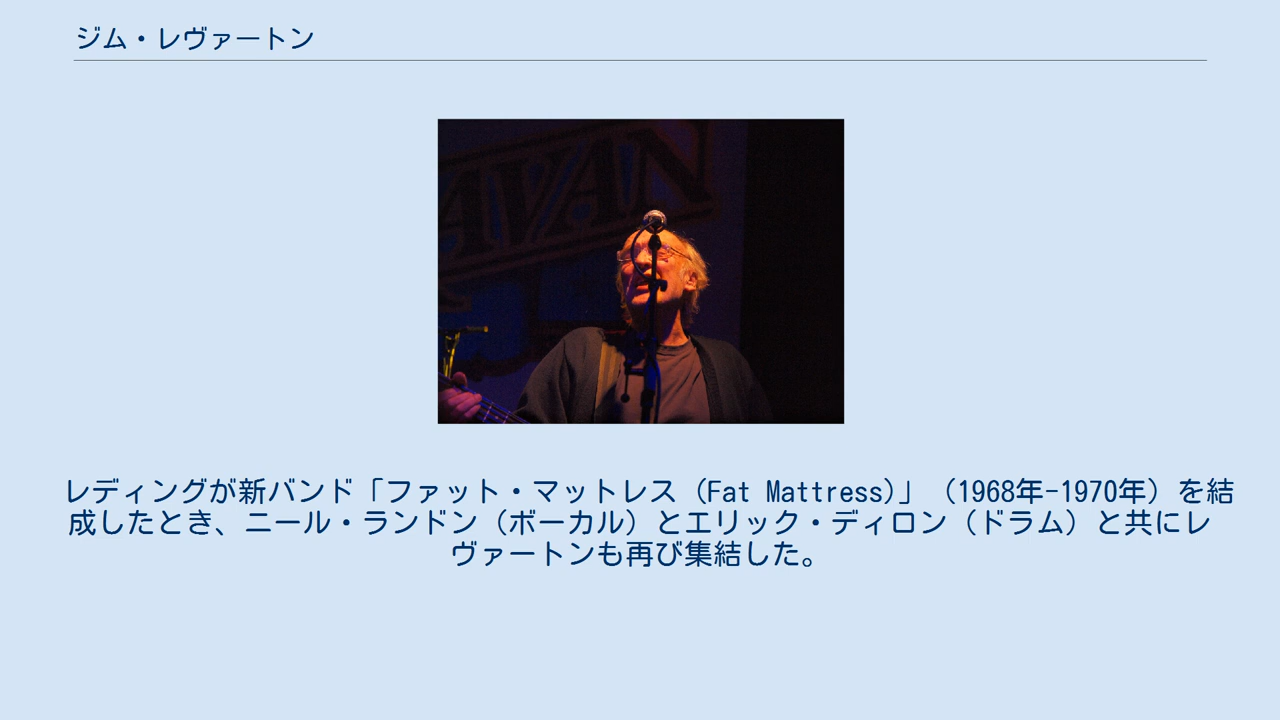 ジム・レヴァートン
AVAN
レディングが新バンド「ファット・マットレス（Fat Mattress）」（1968年-1970年）を結
成したとき、ニール・ランドン（ボーカル）とエリック・ディロン（ドラム）と共にレ
ヴァートンも再び集結した。